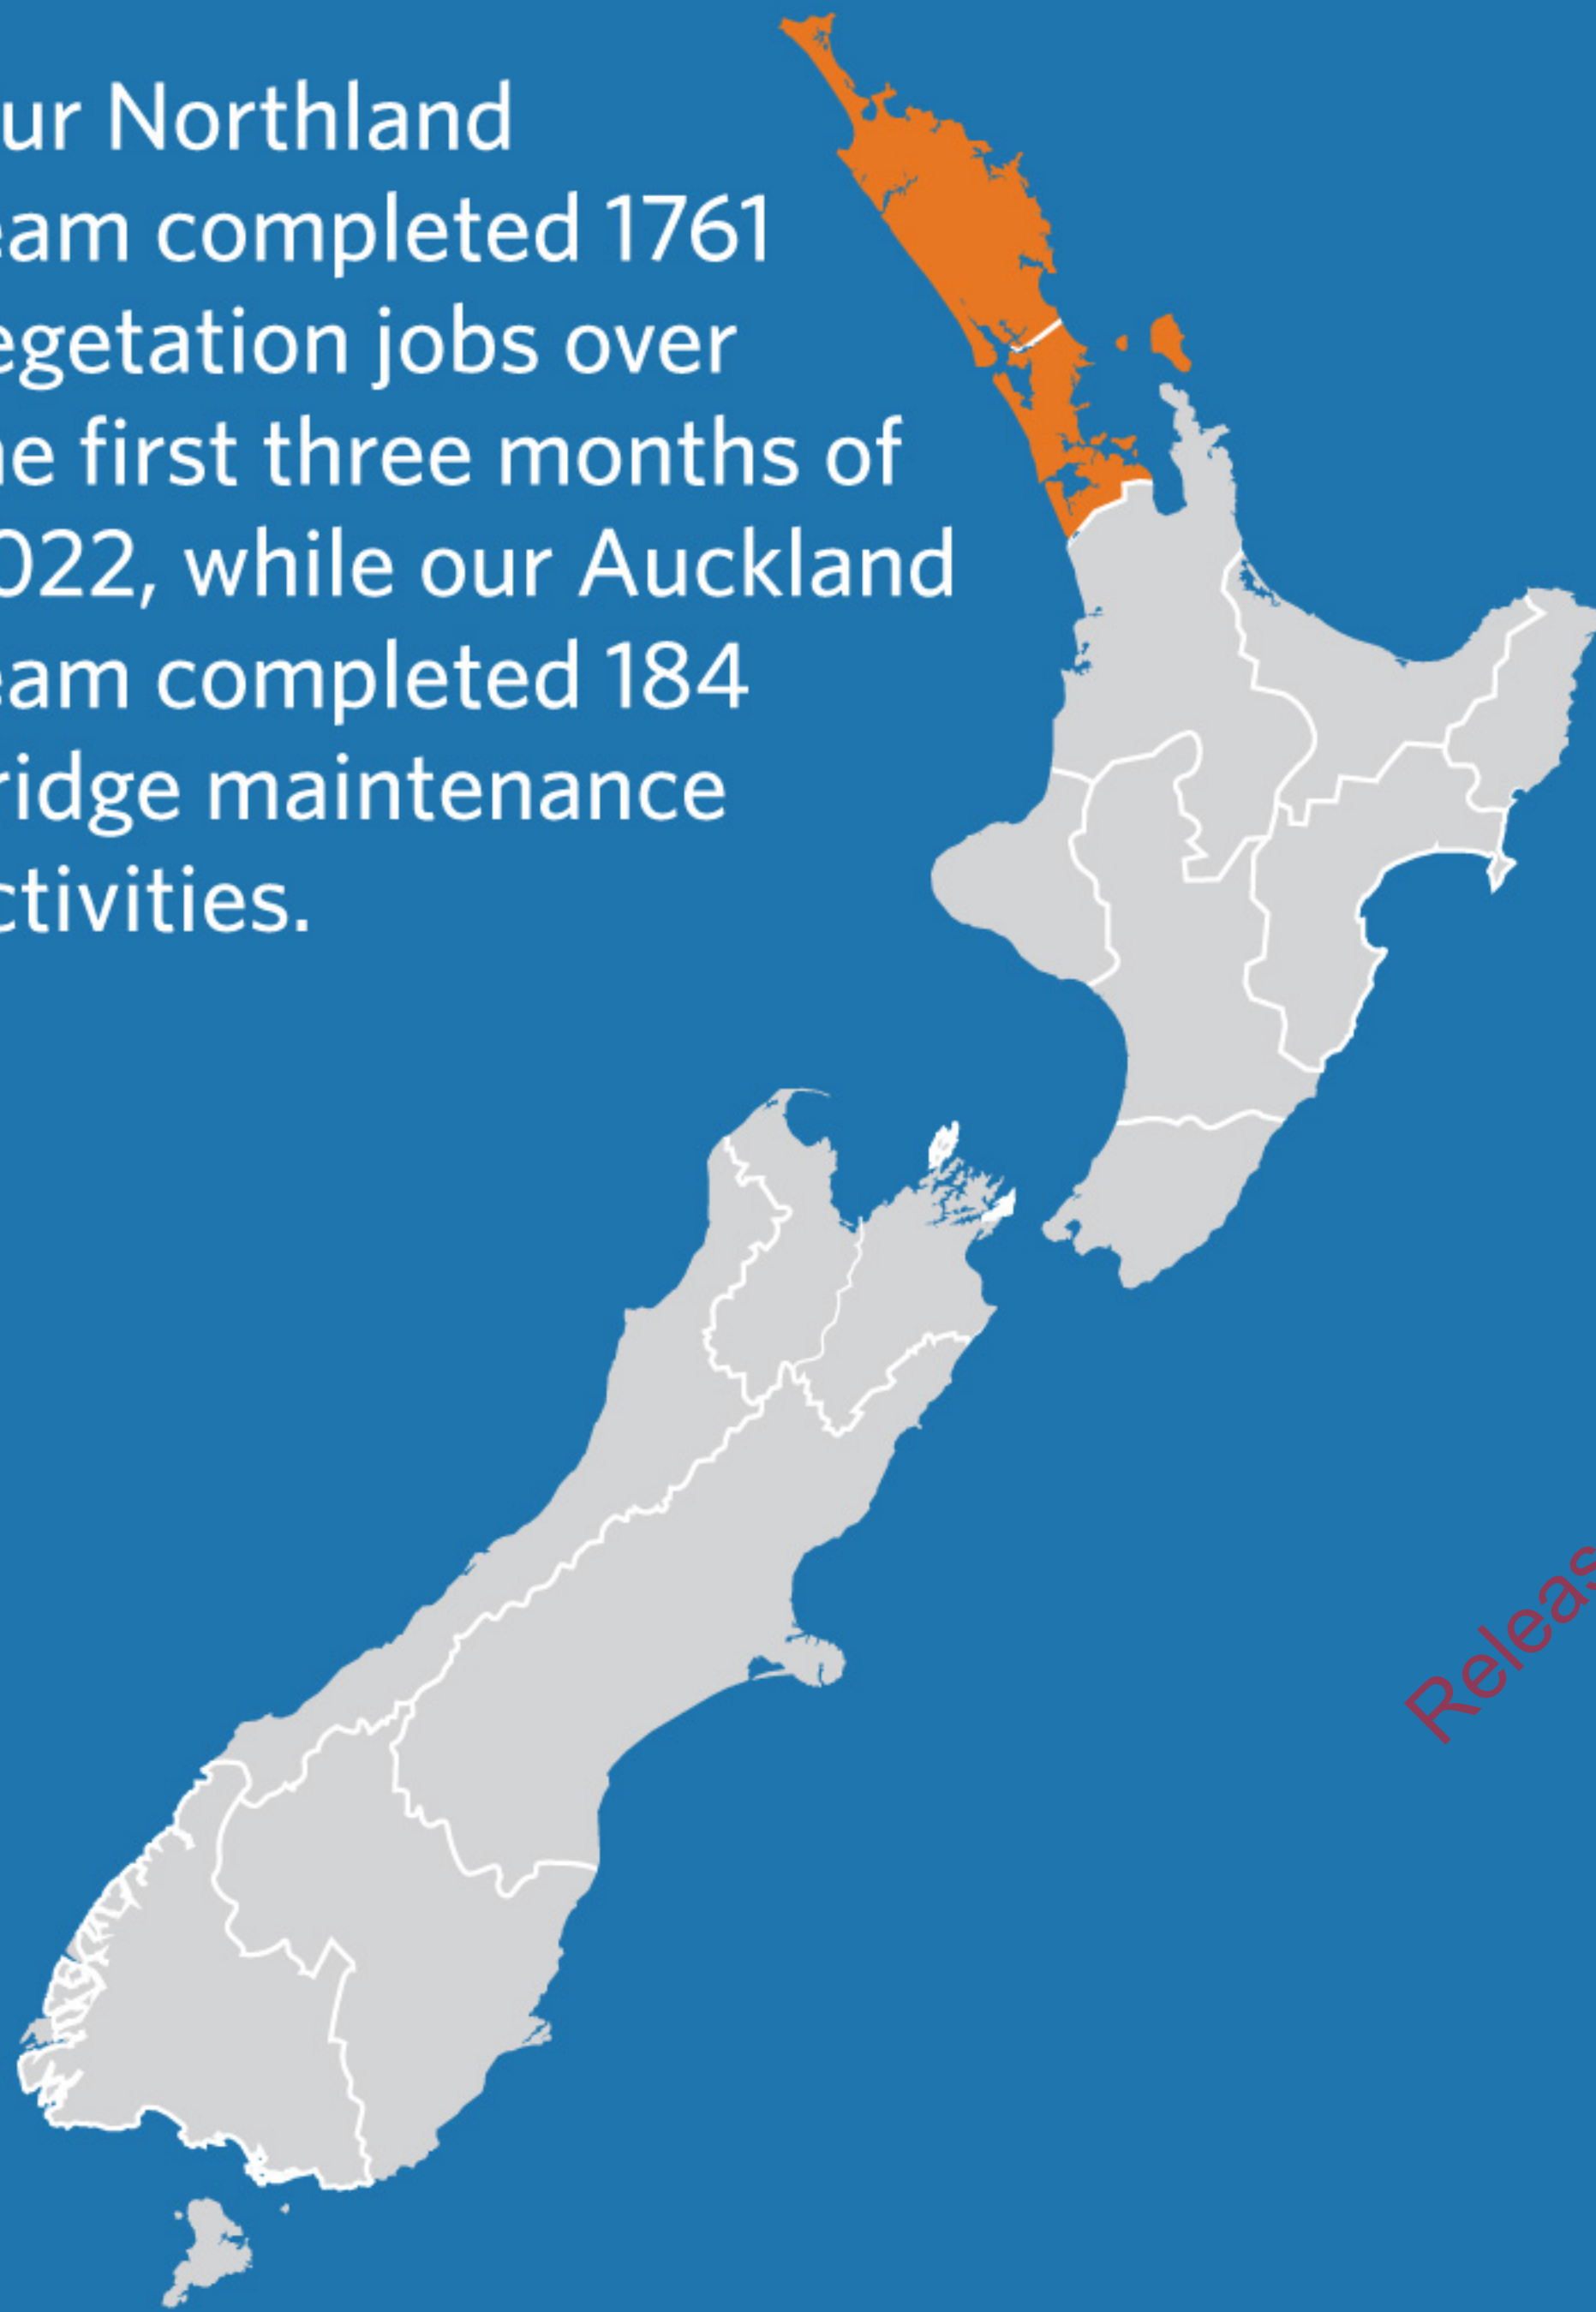 ur Northland
eam completed 1761
egetation jobs over
he first three months of
022, while our Auckland
eam completed 184
ridge maintenance
ctivities.
Releas